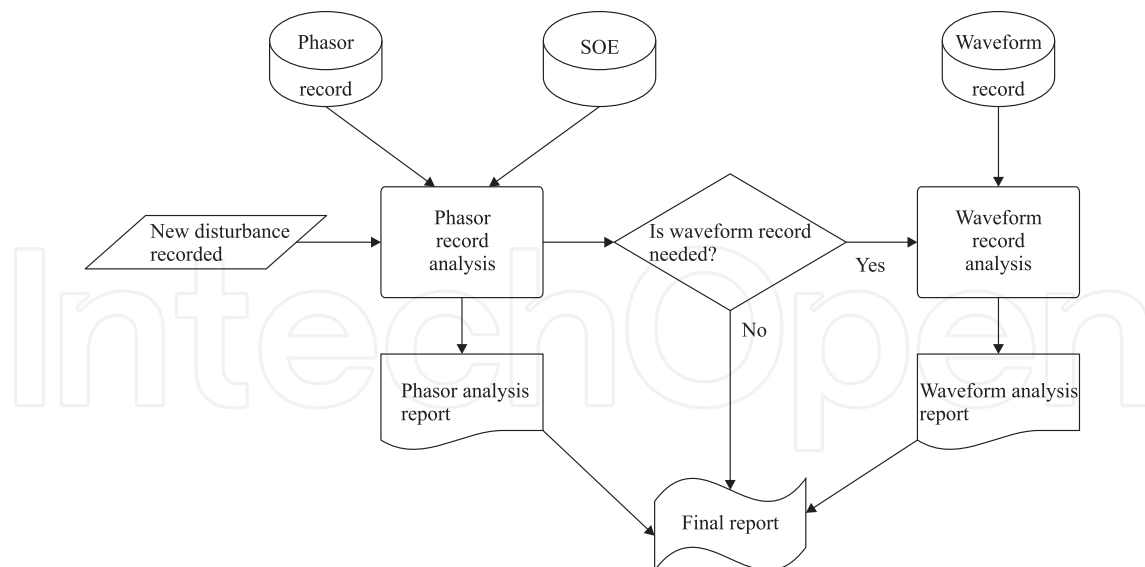 Phasor
record
SOE
Waveform
record
New disturbance
recorded
Phasor
record
analysis
Is waveform record
needed?
Yes
No
Waveform
record
analysis
Phasor analysis
report
Waveform analysis
report
Final report
IntechOpen